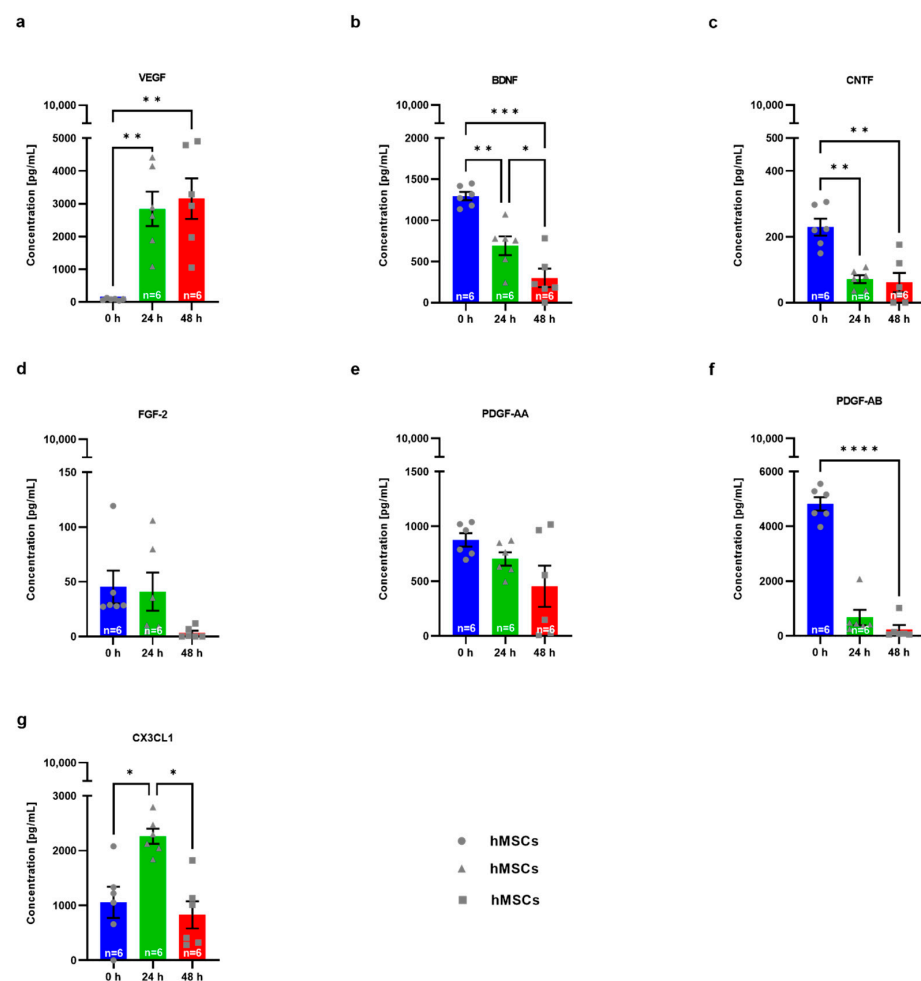 a
VEGF
10,000
5000
4000
3000
2000
1000
0
Concentration [pg/mL]
* *
* *
n=6
n=6
0 h 24 h 48 h
b
BDNF
10,000
2000
1500
1000
500
0
Concentration [pg/mL]
* * *
* * *
n=6
n=6
n=6
0 h 24 h 48 h
c
CNTF
10,000
500
400
200
0
Concentration [pg/mL]
* *
* *
n=6
n=6
n=6
0 h 24 h 48 h
d
FGF-2
10,000
150
100
50
0
Concentration [pg/mL]
n=6
n=6
0 h 24 h 48 h
e
PDGF-AA
10,000
1500
1000
500
0
Concentration [pg/mL]
n=6
n=6
n=6
0 h 24 h 48 h
f
PDGF-AB
10,000
6000
4000
2000
0
Concentration [pg/mL]
* * * *
n=6
n=6
0 h 24 h 48 h
g
CX3CL1
10,000
3000
2000
1000
0
Concentration [pg/mL]
* *
n=6
n=6
n=6
0 h 24 h 48 h
hMSCs
hMSCs
hMSCs